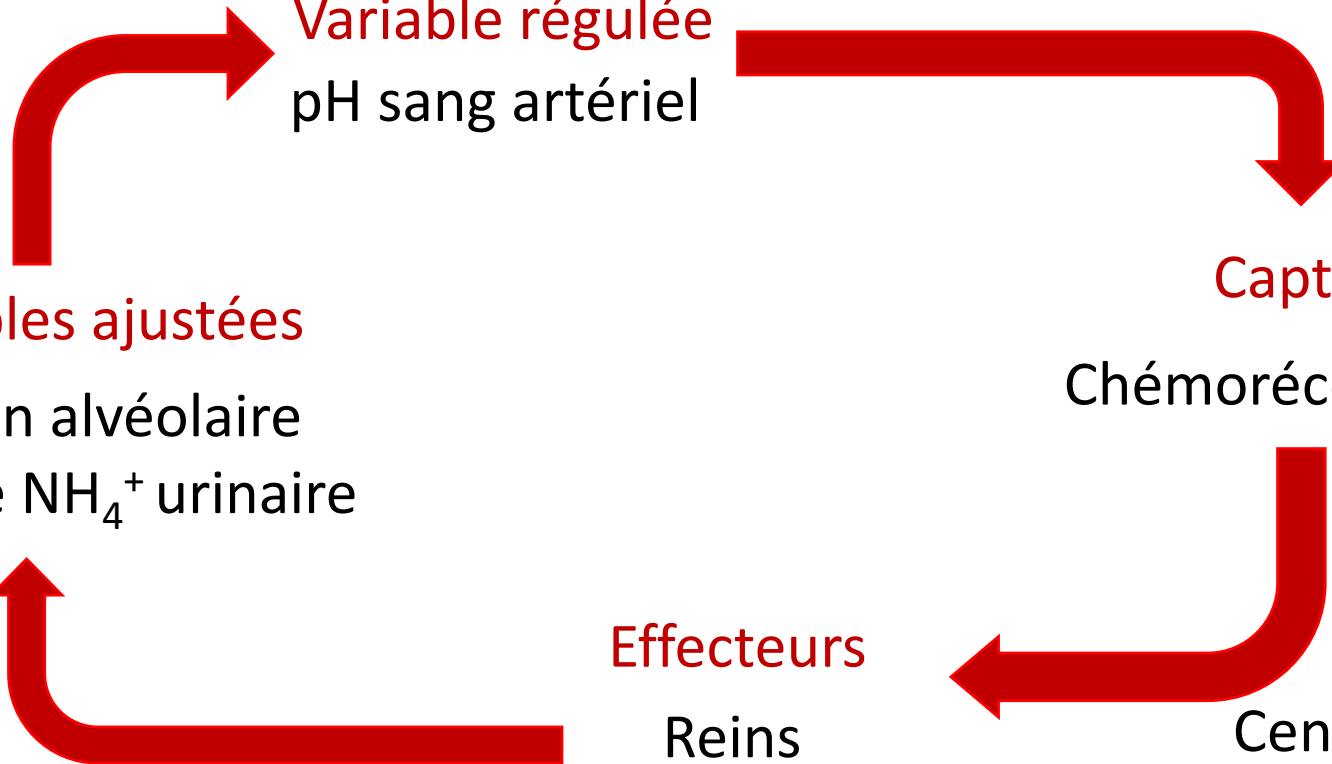 Variable régulée
pH sang artériel
Capt
Chémoréc
bles ajustées
n alvéolaire
e NH₄⁺ urinaire
Effecteurs
Reins
Cen